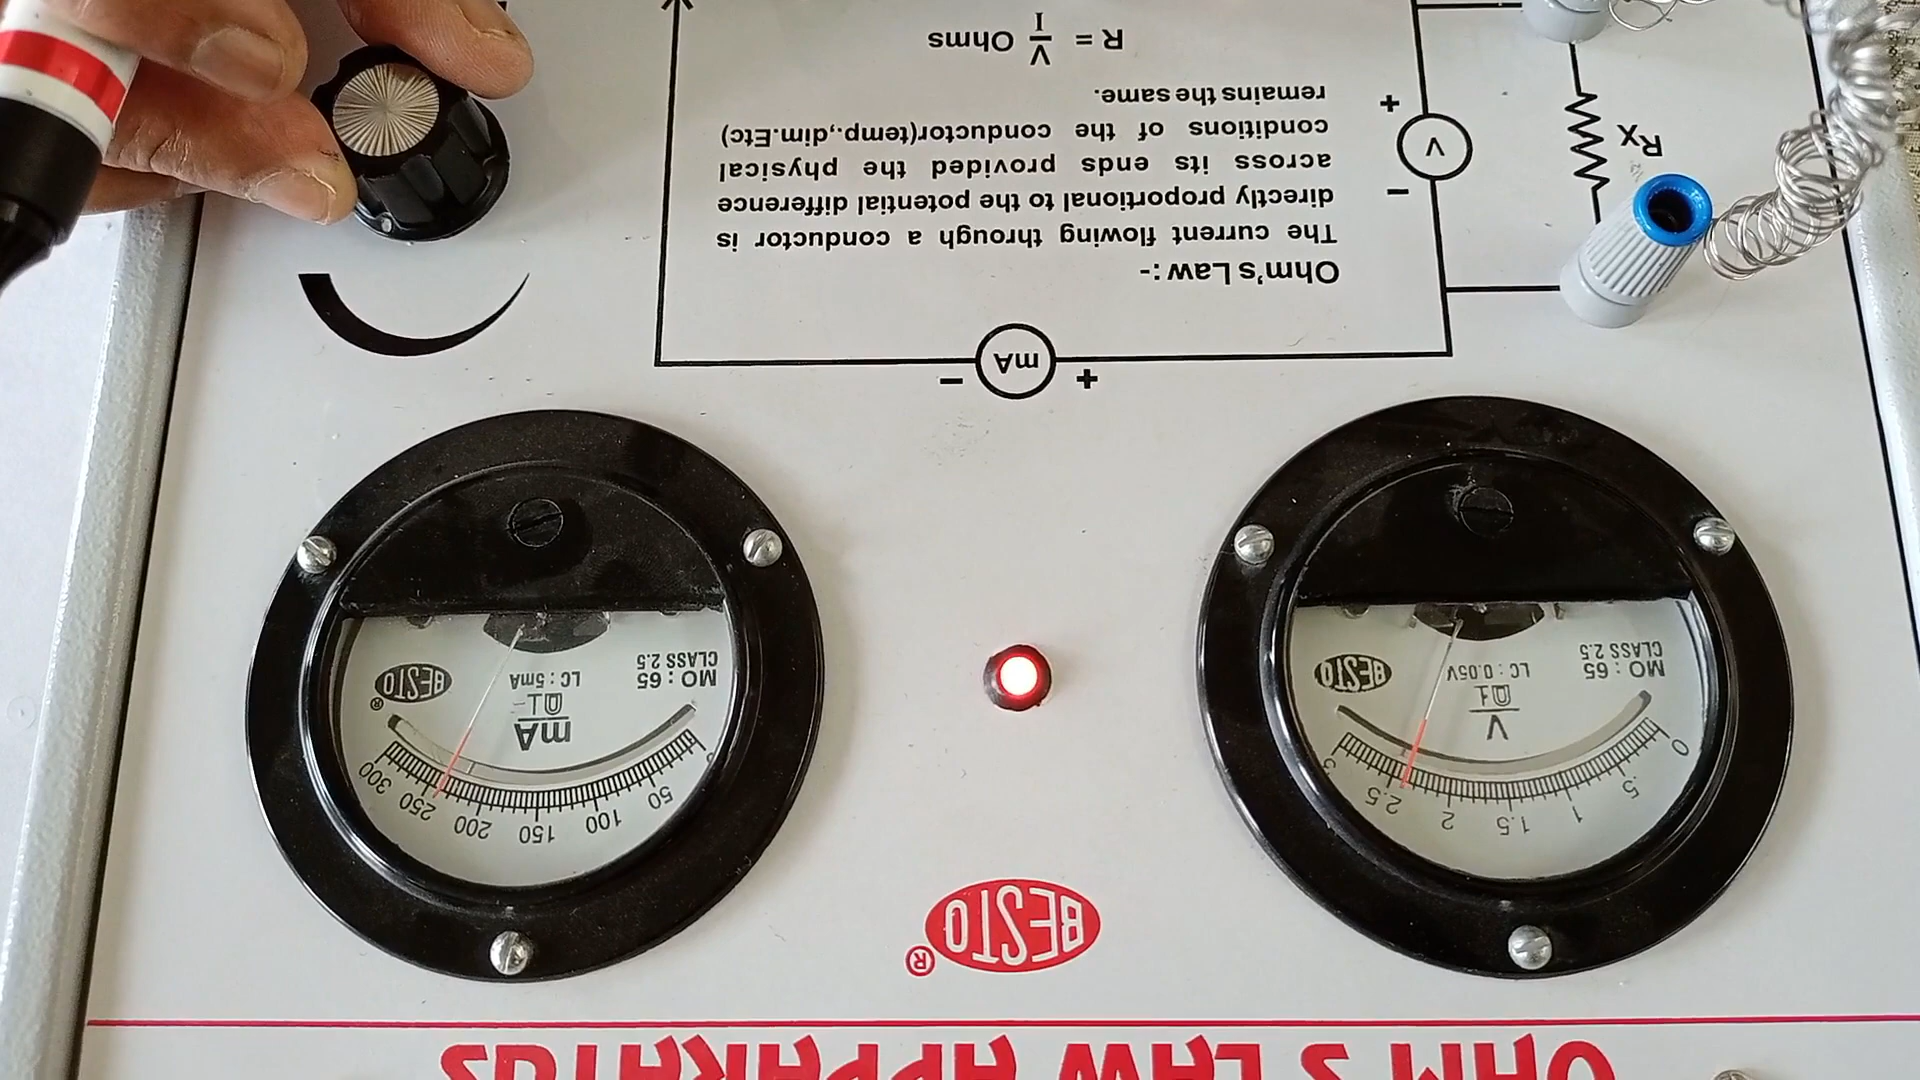 OHM'S LAW APPARATUS
BESTO®
0 .5 1 1.5 2 2.5 3
V
MO : 65
CLASS 2.5
LC : 0.05V
BESTO
50 100 150 200 250 300
mA
MO : 65
CLASS 2.5
LC : 5mA
BESTO®
+ mA −
Ohm's Law :-
The current flowing through a conductor is
directly proportional to the potential difference
across its ends provided the physical
conditions of the conductor(temp.,dim.Etc)
remains the same.
R = V/I Ohms
− V +
Rx